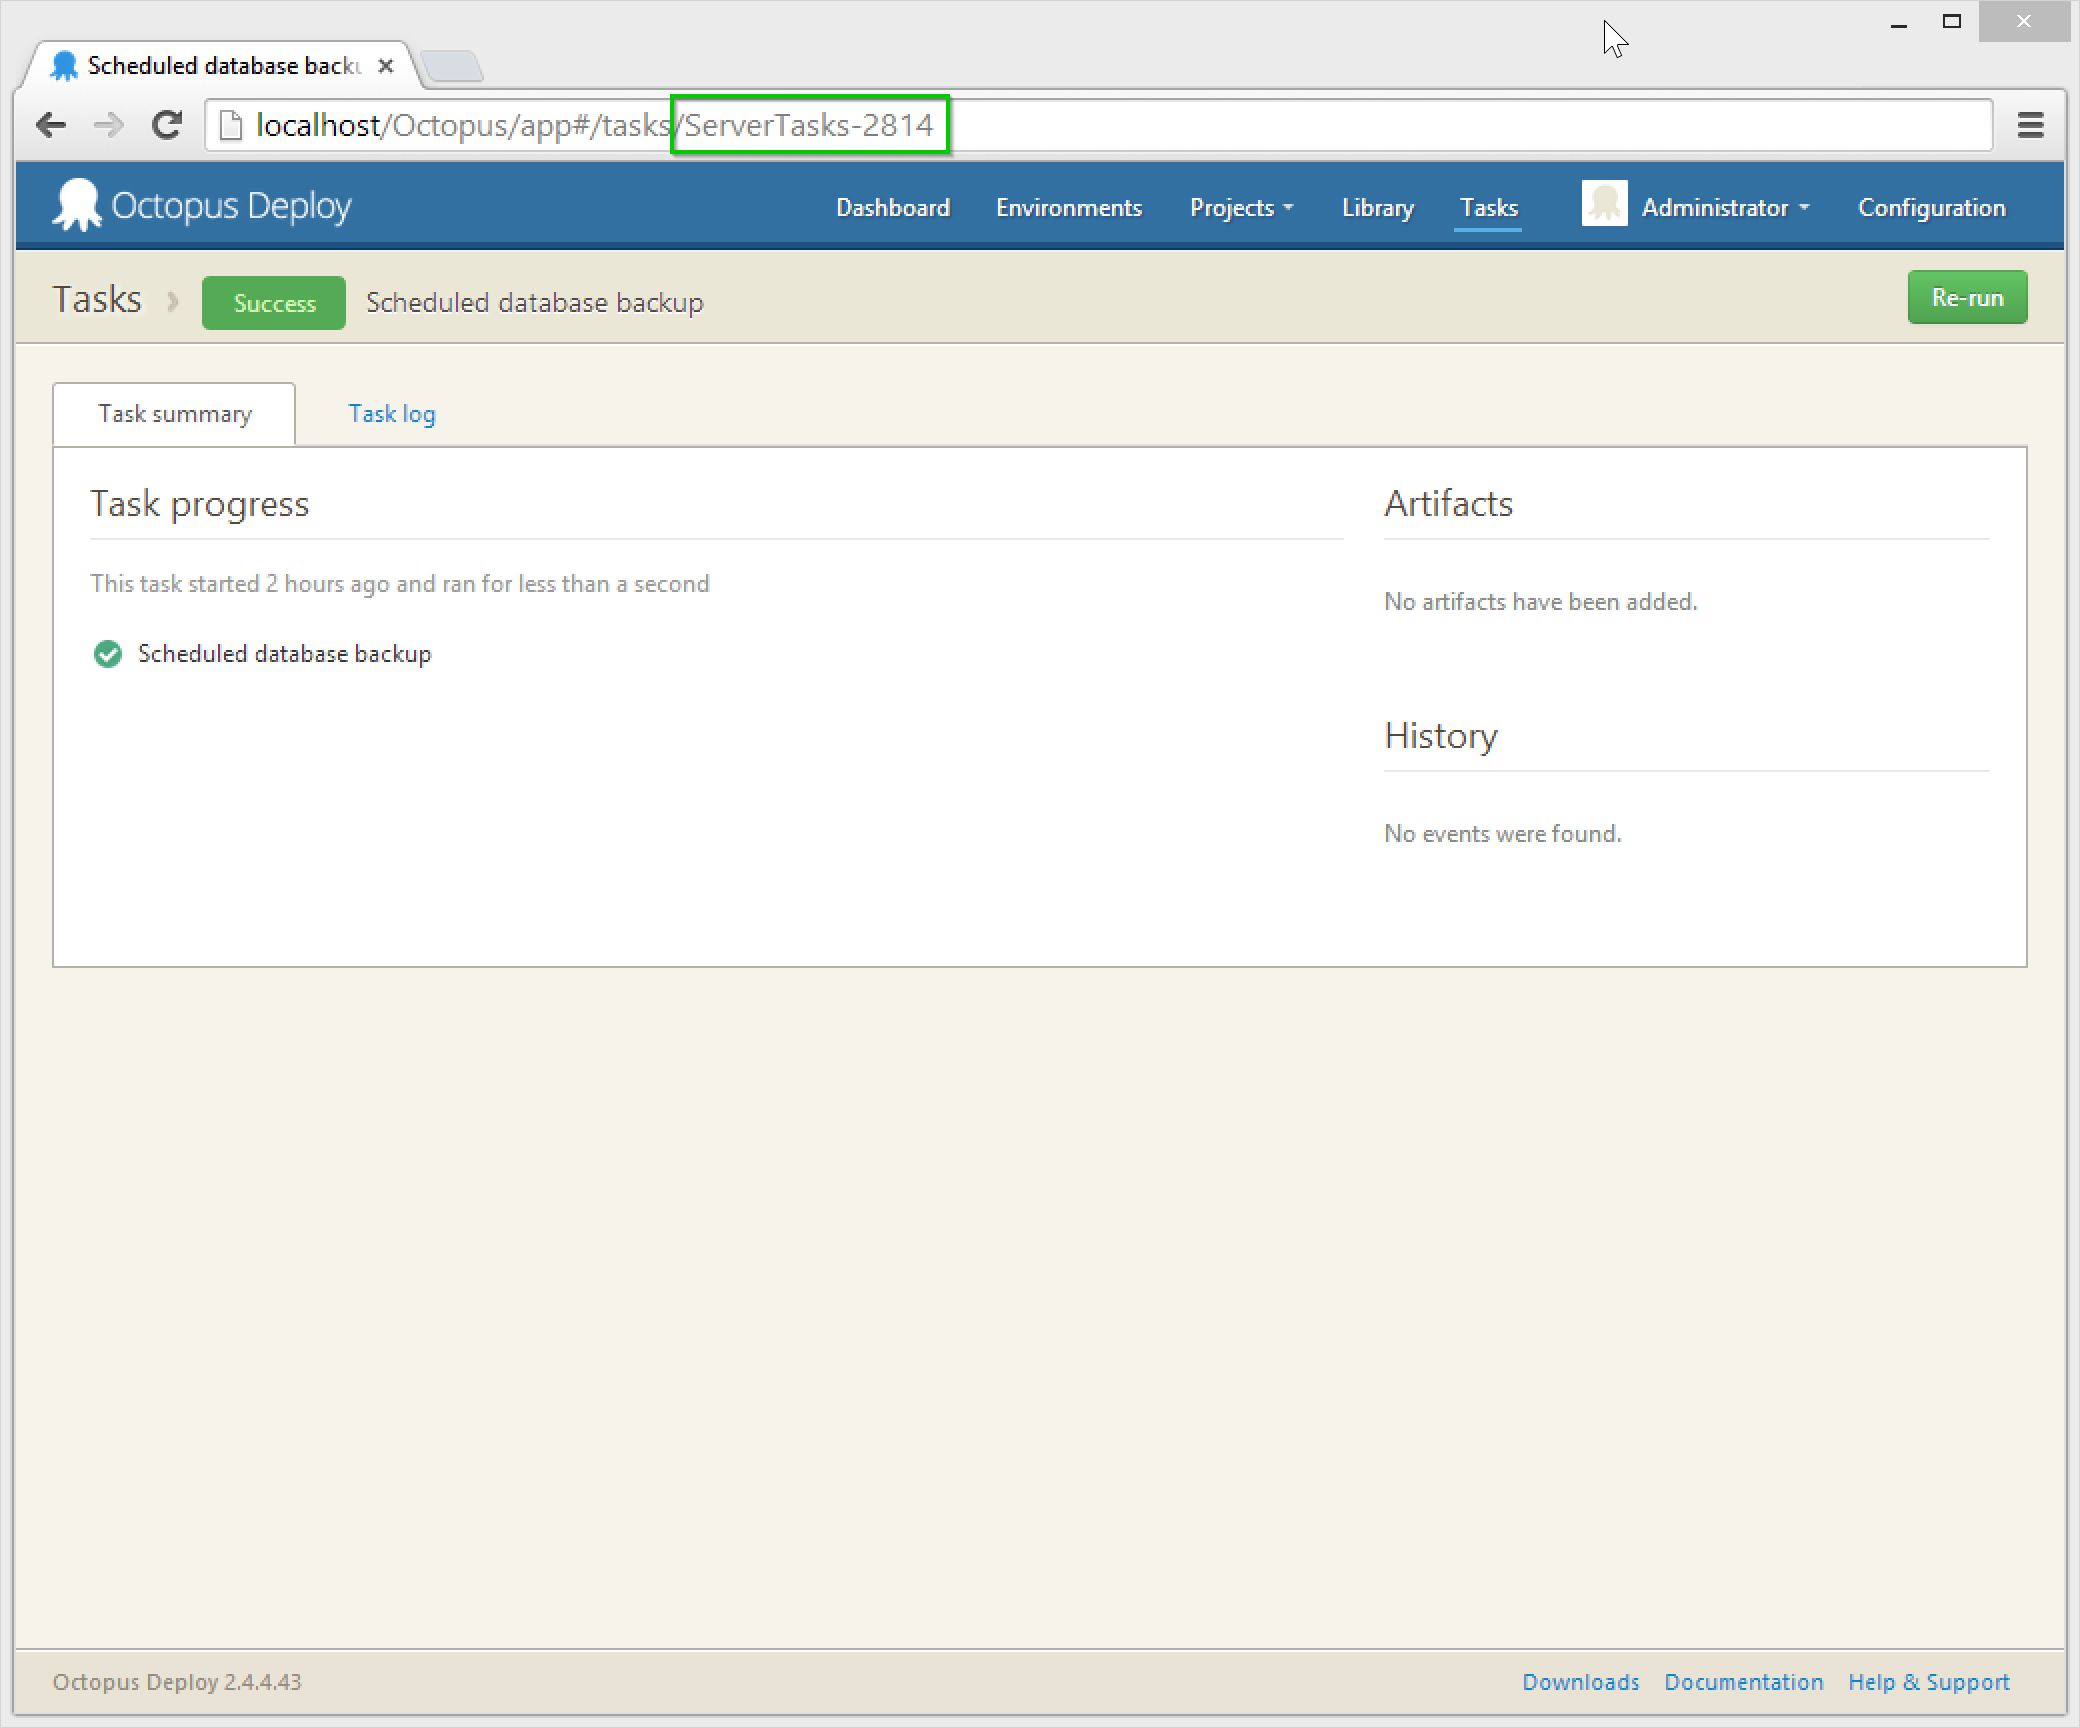 Scheduled database back
localhost/Octopus/app#/tasks/ServerTasks-2814
Octopus Deploy
Dashboard Environments Projects Library Tasks Administrator Configuration
Tasks Success Scheduled database backup Re-run
Task summary Task log
Task progress
This task started 2 hours ago and ran for less than a second
Scheduled database backup
Artifacts
No artifacts have been added.
History
No events were found.
Octopus Deploy 2.4.4.43
Downloads Documentation Help & Support